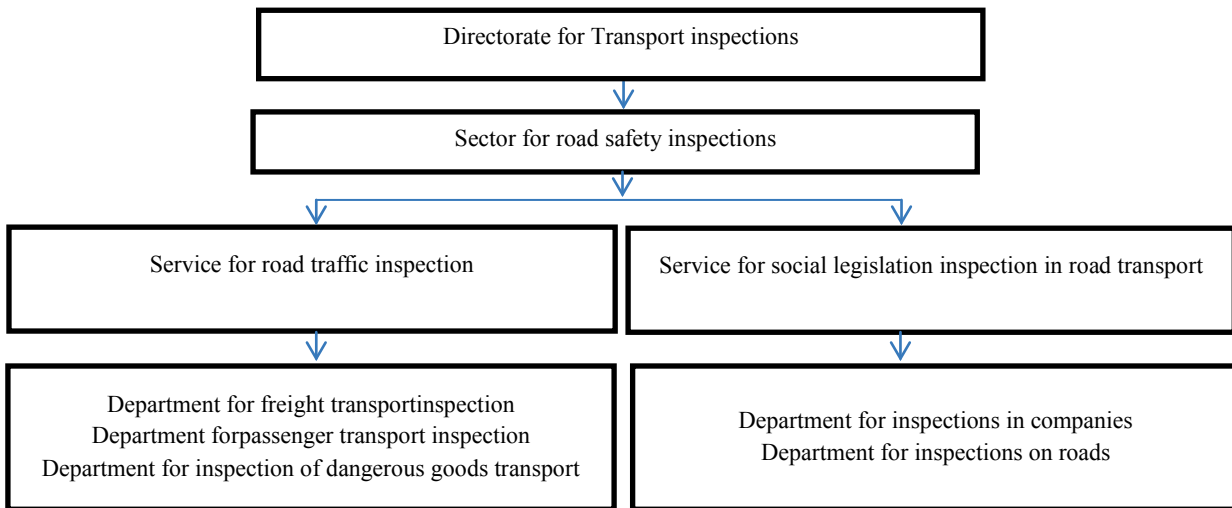 Directorate for Transport inspections
Sector for road safety inspections
Service for road traffic inspection
Service for social legislation inspection in road transport
Department for freight transportinspection
Department forpassenger transport inspection
Department for inspection of dangerous goods transport
Department for inspections in companies
Department for inspections on roads